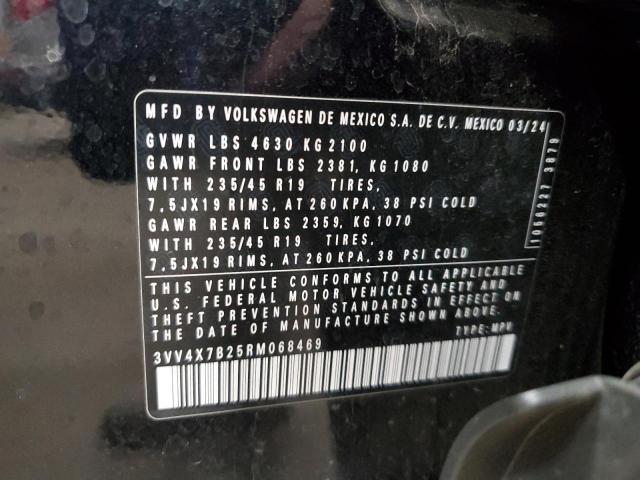 MFD BY VOLKSWAGEN DE MEXICO S.A. DE C.V. MEXICO 03/24
GVWR LBS 4630 KG 2100
GAWR FRONT LBS 2381, KG 1080
WITH 235/45 R19 TIRES,
7,5JX19 RIMS, AT 260 KPA, 38 PSI COLD
GAWR REAR LBS 2359, KG 1070
WITH 235/45 R19 TIRES,
7,5JX19 RIMS, AT 260 KPA, 38 PSI COLD
THIS VEHICLE CONFORMS TO ALL APPLICABLE
U.S. FEDERAL MOTOR VEHICLE SAFETY AND
THEFT PREVENTION STANDARDS IN EFFECT ON
THE DATE OF MANUFACTURE SHOWN ABOVE.
3VV4X7B25RM068469 TYPE: MPV
1056227 3879